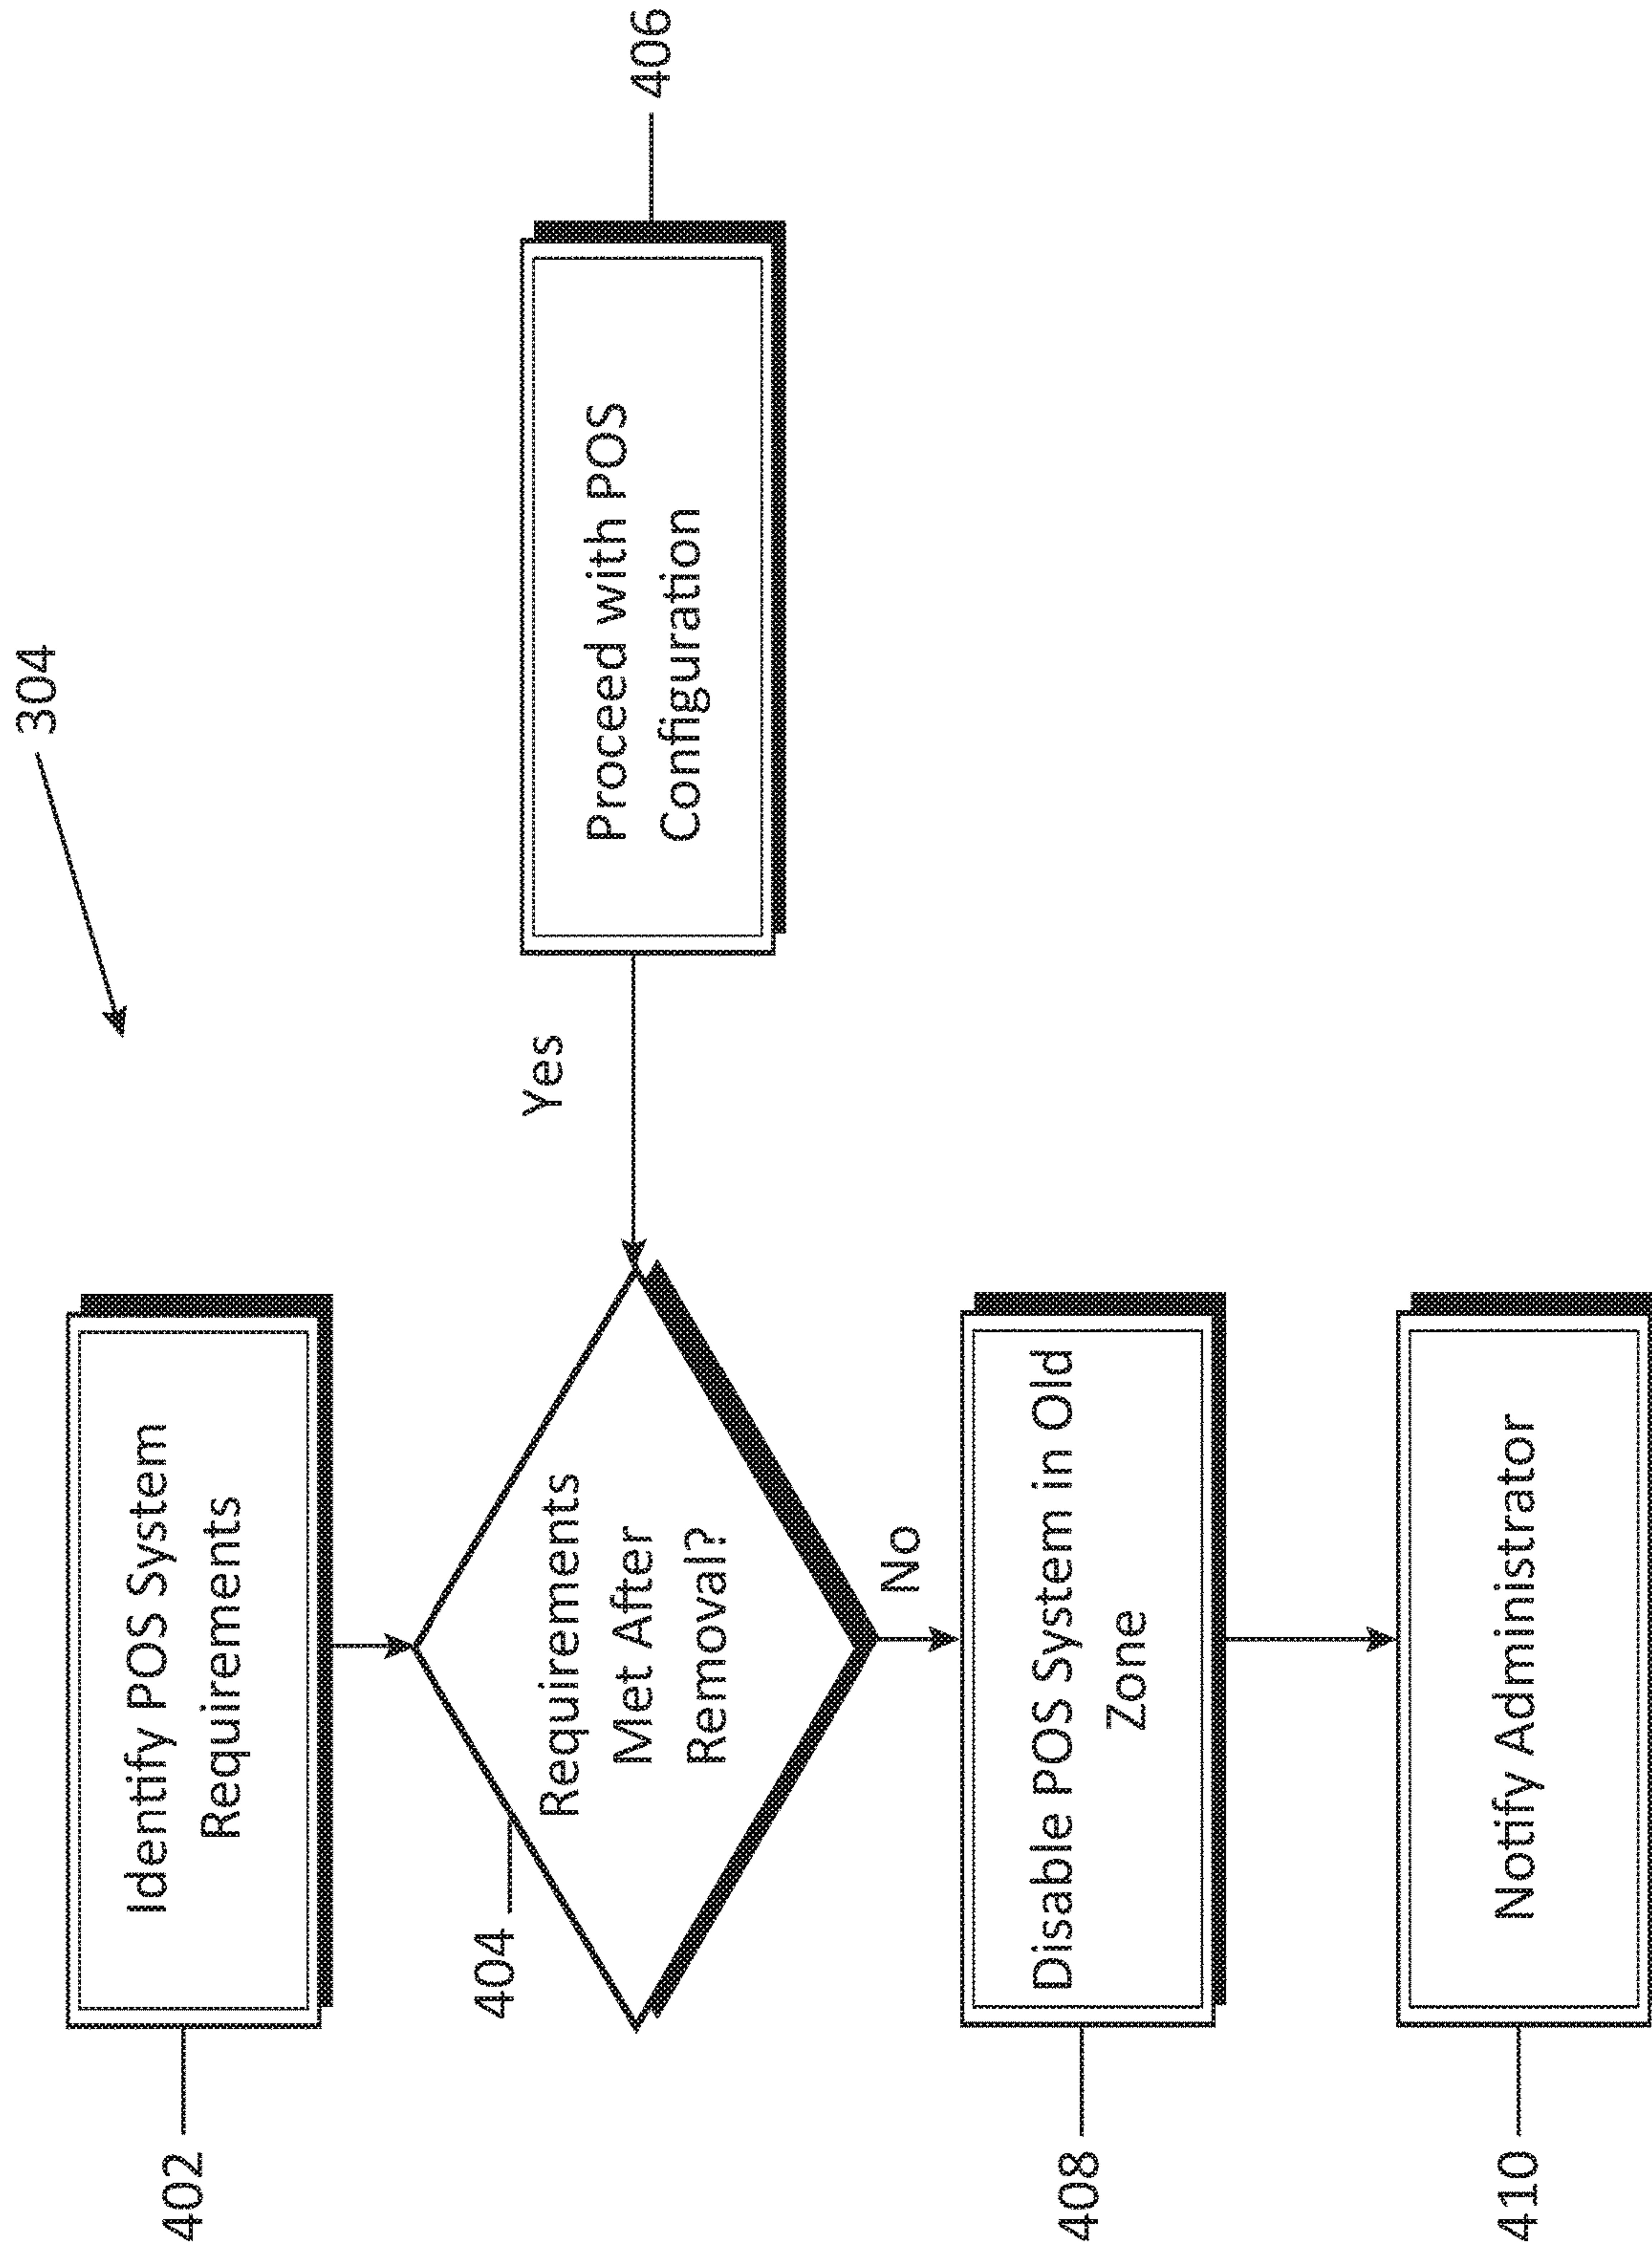 304
402
Identify POS System
Requirements
404
Requirements
Met After
Removal?
Yes
Proceed with POS
Configuration
406
No
408
Disable POS System in Old
Zone
410
Notify Administrator